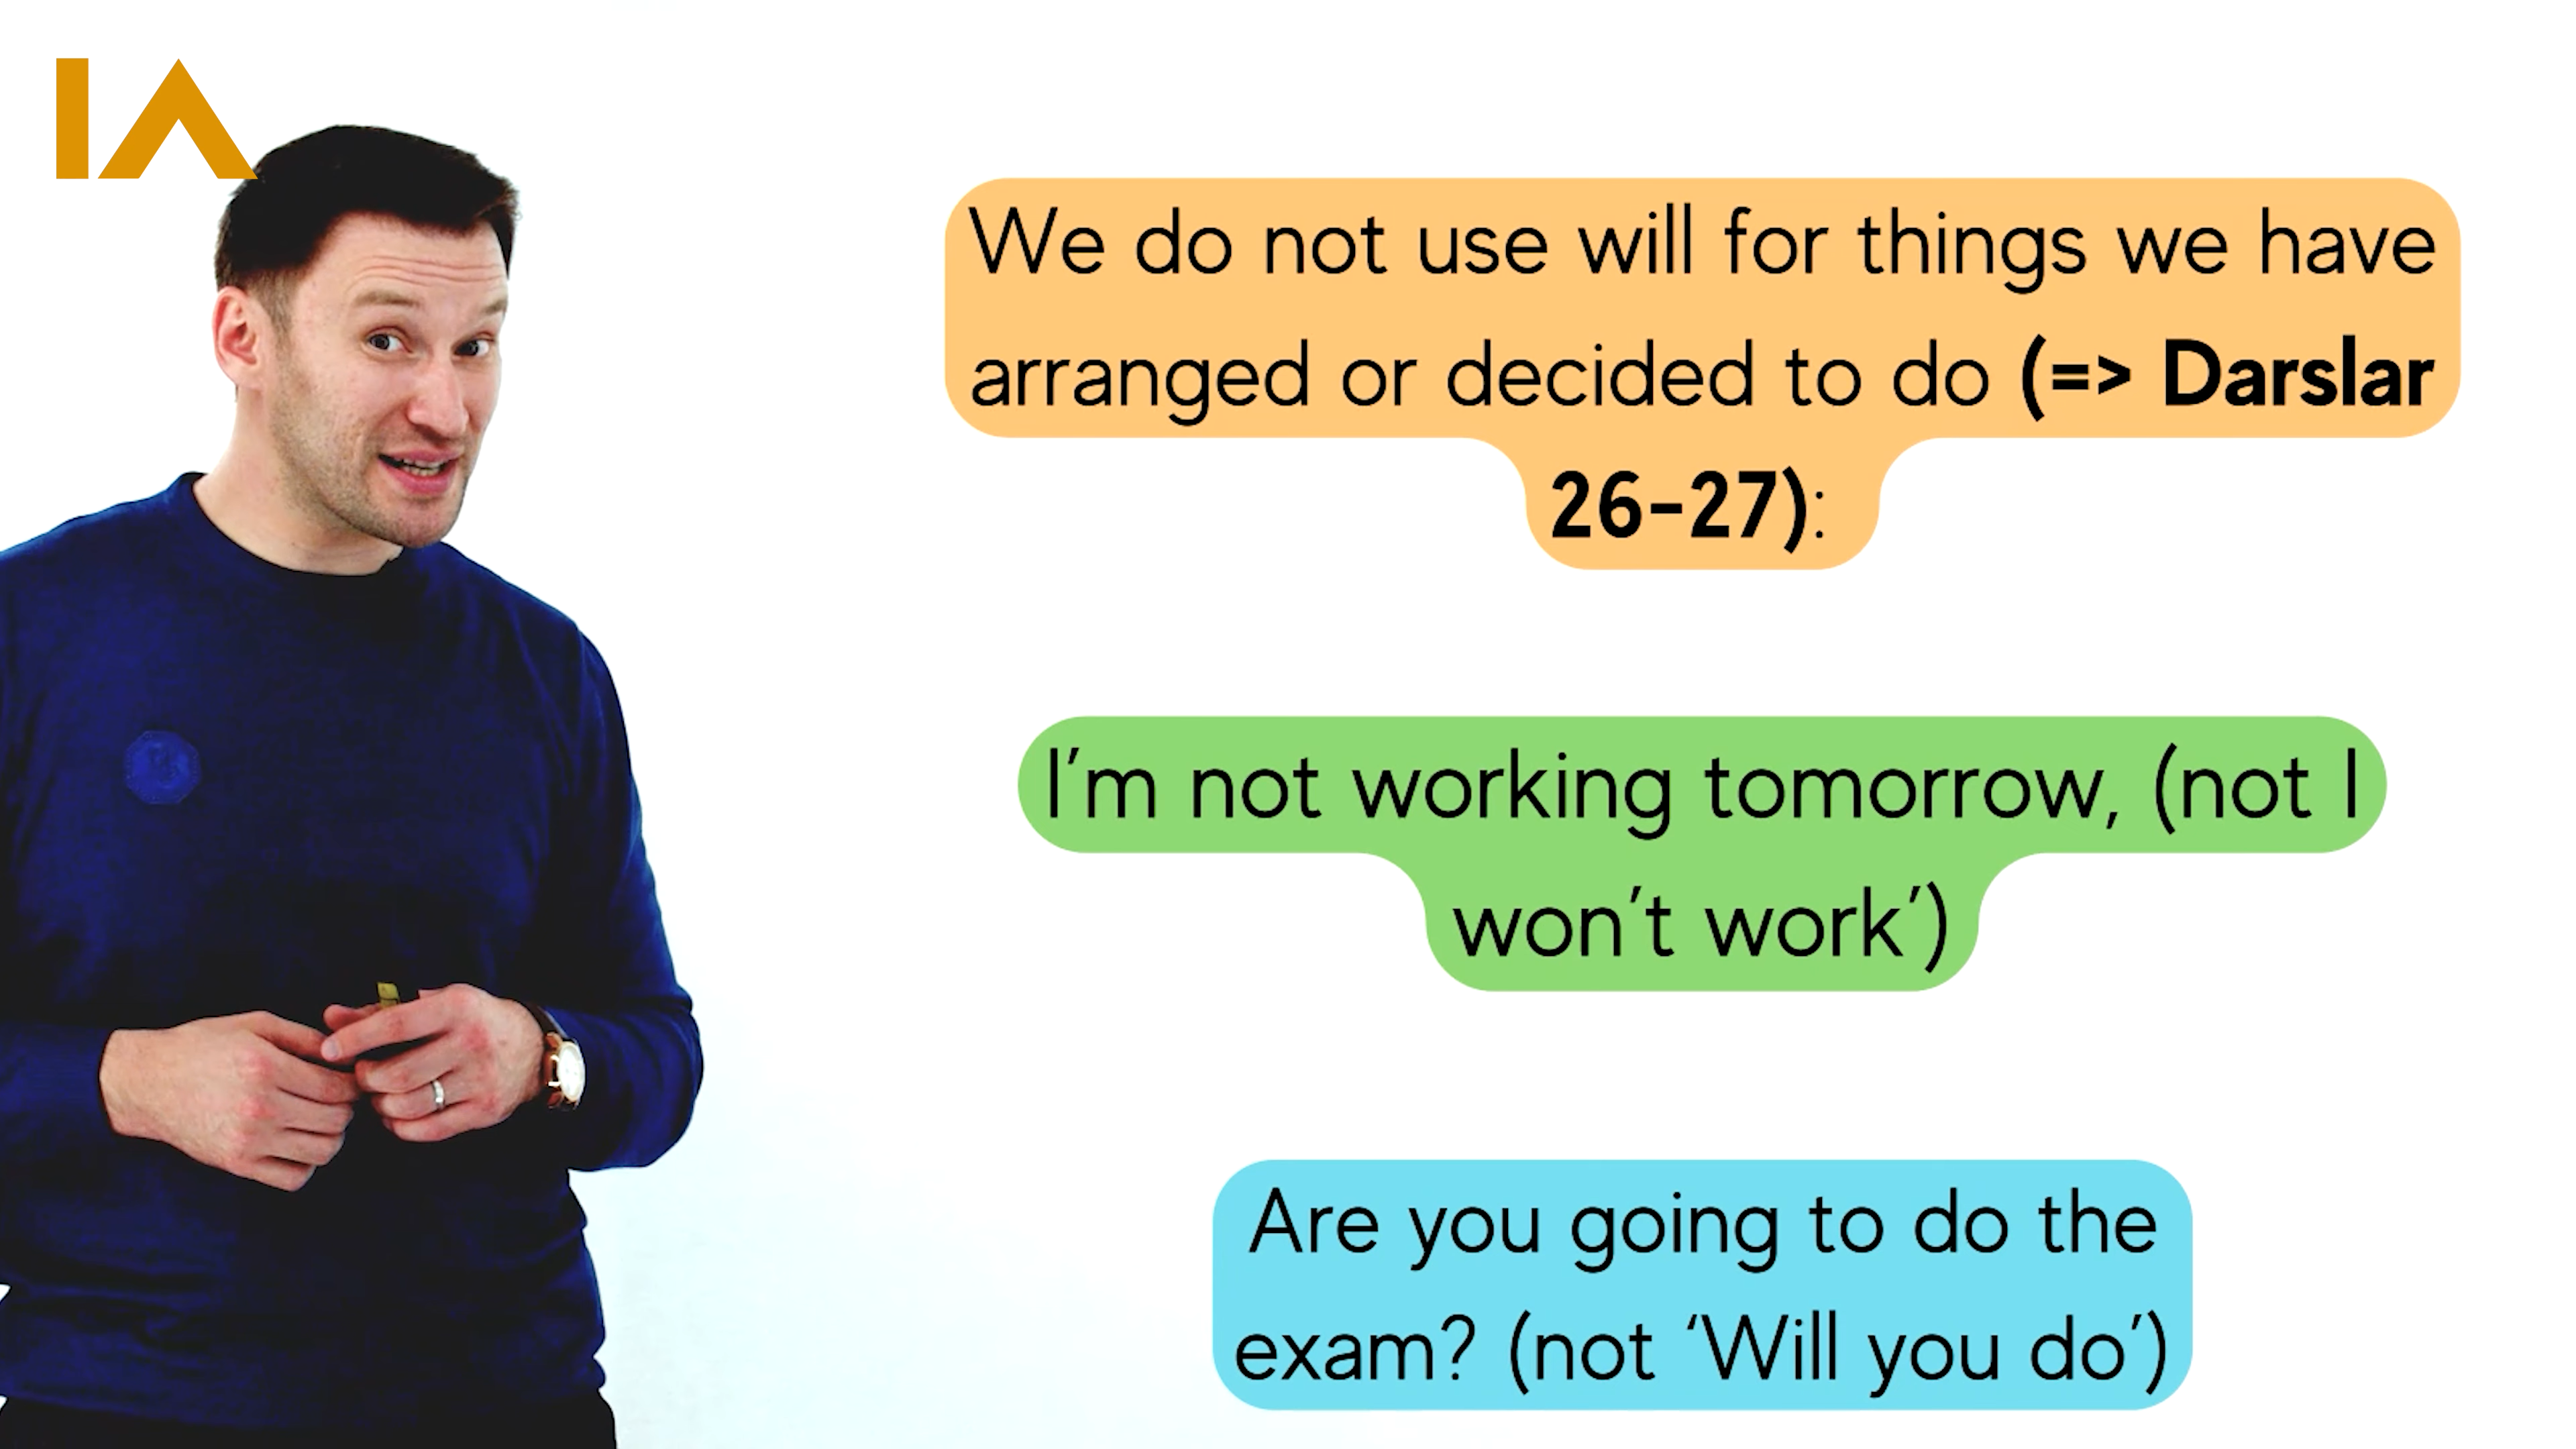 IA
We do not use will for things we have
arranged or decided to do (=> Darslar
26-27):
I’m not working tomorrow, (not I
won’t work’)
Are you going to do the
exam? (not ‘Will you do’)